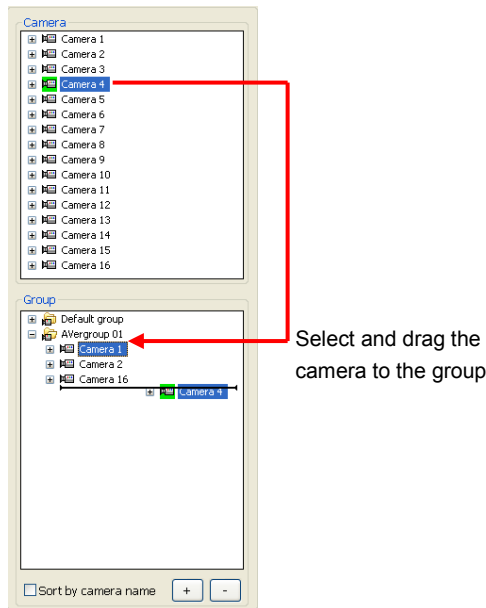 Camera
Camera 1
Camera 2
Camera 3
Camera 4
Camera 5
Camera 6
Camera 7
Camera 8
Camera 9
Camera 10
Camera 11
Camera 12
Camera 13
Camera 14
Camera 15
Camera 16
Group
Default group
AVergroup 01
Camera 1
Camera 2
Camera 16
Camera 4
Select and drag the
camera to the group
Sort by camera name + -